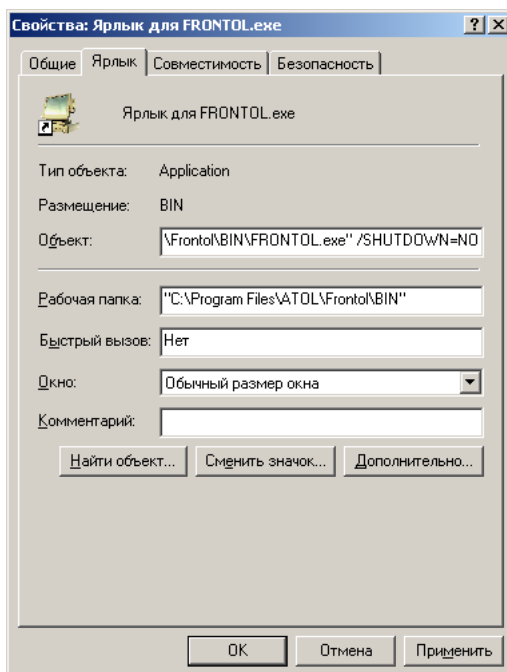 Свойства: Ярлык для FRONTOL.exe
Общие Ярлык Совместимость Безопасность
Ярлык для FRONTOL.exe
Тип объекта: Application
Размещение: BIN
Объект: \Frontol\BIN\FRONTOL.exe" /SHUTDOWN=NO
Рабочая папка: "C:\Program Files\ATOL\Frontol\BIN"
Быстрый вызов: Нет
Окно: Обычный размер окна
Комментарий:
Найти объект... Сменить значок... Дополнительно...
OK Отмена Применить